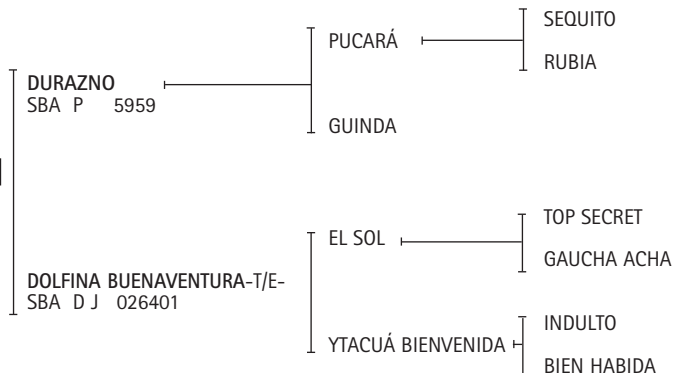 SEQUITO
PUCARÁ
RUBIA
DURAZNO
SBA P 5959
GUINDA
TOP SECRET
EL SOL
GAUCHA ACHA
DOLFINA BUENAVENTURA-T/E-
SBA D J 026401
INDULTO
YTACUÁ BIENVENIDA
BIEN HABIDA